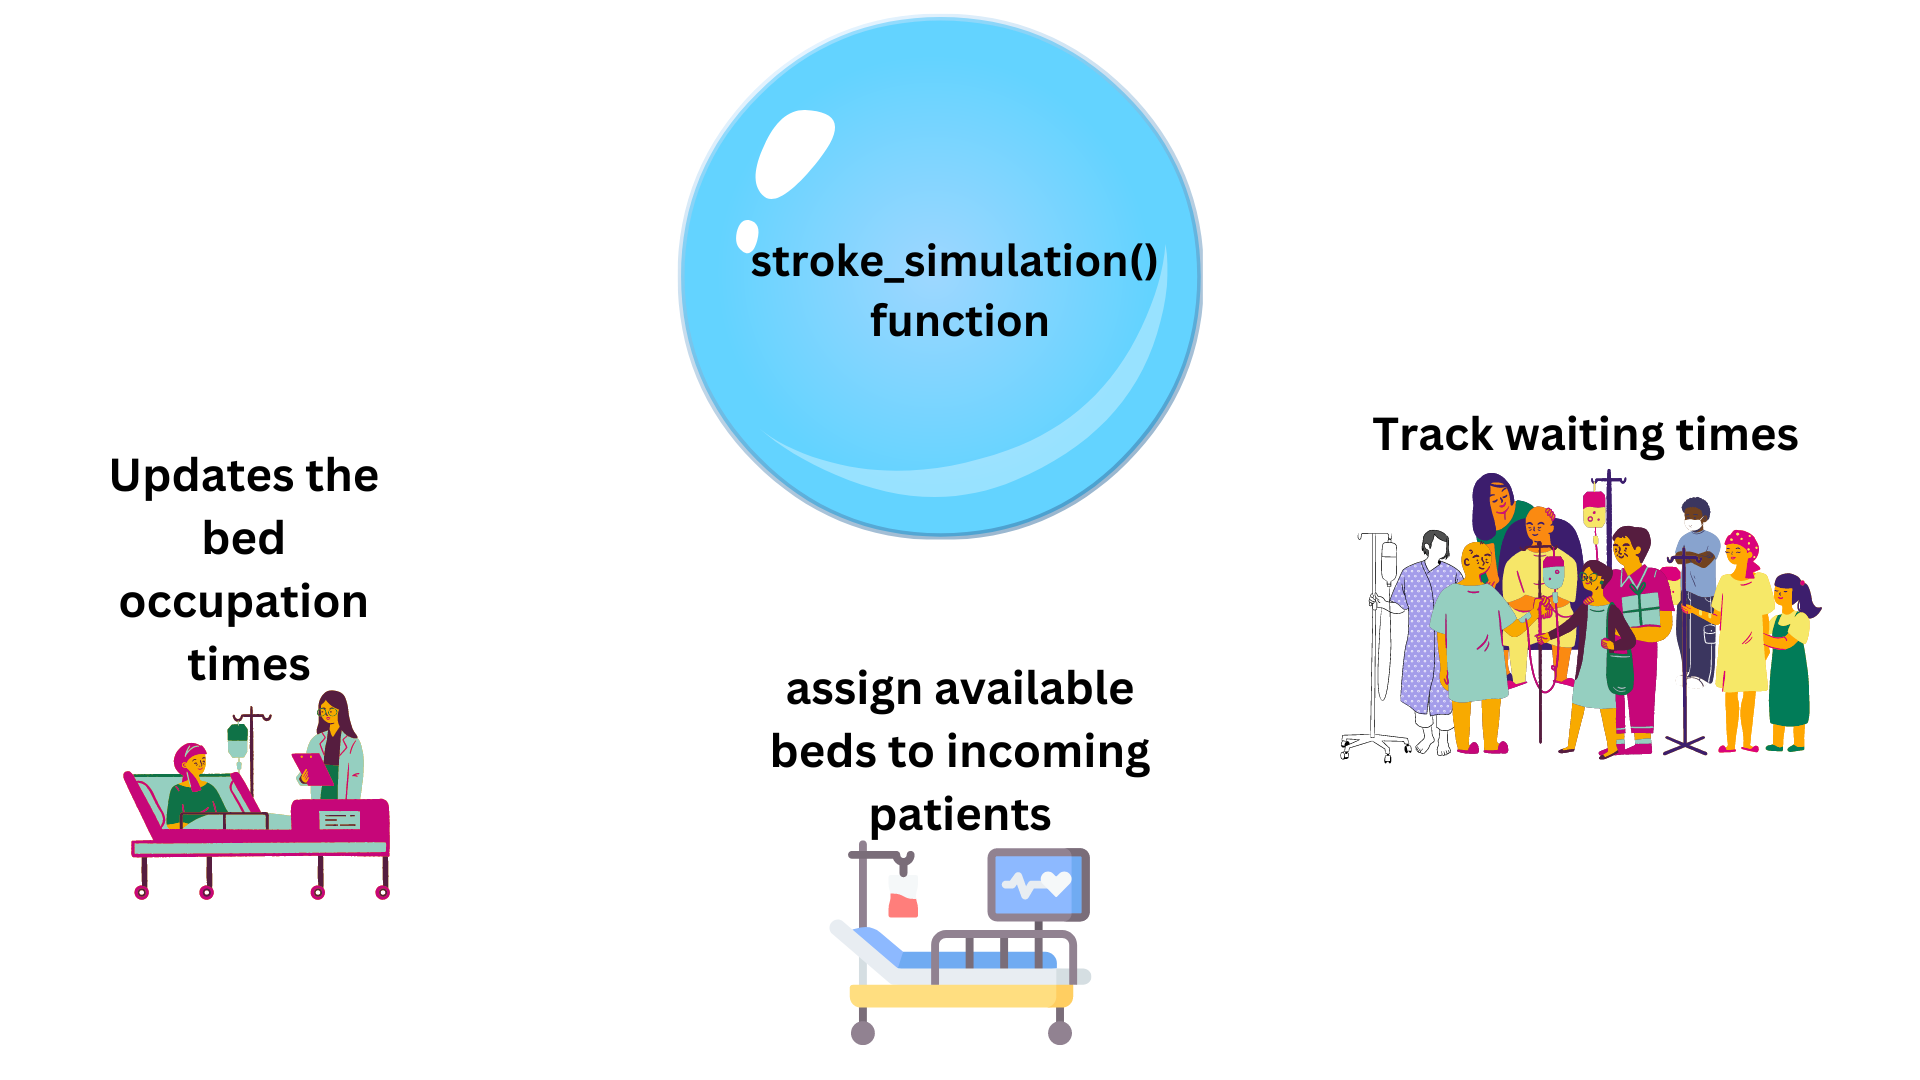 stroke_simulation()
function
Updates the
bed
occupation
times
assign available
beds to incoming
patients
Track waiting times